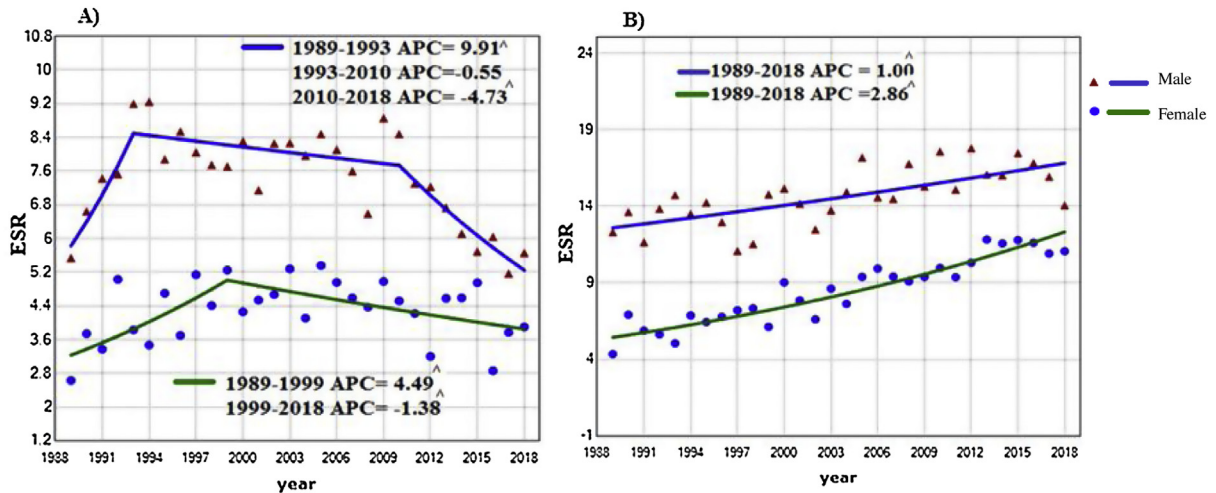 A)
10.8
10
9.2
8.4
7.6
6.8
6
5.2
4.4
3.6
2.8
2
1.2
ESR
1989-1993 APC= 9.91^
1993-2010 APC=-0.55
2010-2018 APC= -4.73^
1989-1999 APC= 4.49^
1999-2018 APC= -1.38^
1938 1991 1994 1997 2000 2003 2006 2009 2012 2015 2018
year
B)
24
19
14
9
4
-1
ESR
1989-2018 APC = 1.00^
1989-2018 APC =2.86^
1988 1991 1994 1997 2000 2003 2006 2009 2012 2015 2018
year
Male
Female